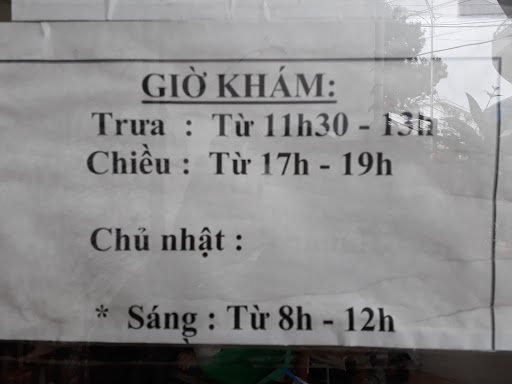 GIỜ KHÁM:
Trưa : Từ 11h30 - 13h
Chiều : Từ 17h - 19h
Chủ nhật :
* Sáng : Từ 8h - 12h